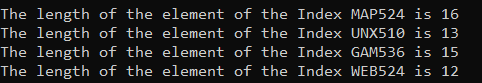 The length of the element of the Index MAP524 is 16
The length of the element of the Index UNX510 is 13
The length of the element of the Index GAM536 is 15
The length of the element of the Index WEB524 is 12